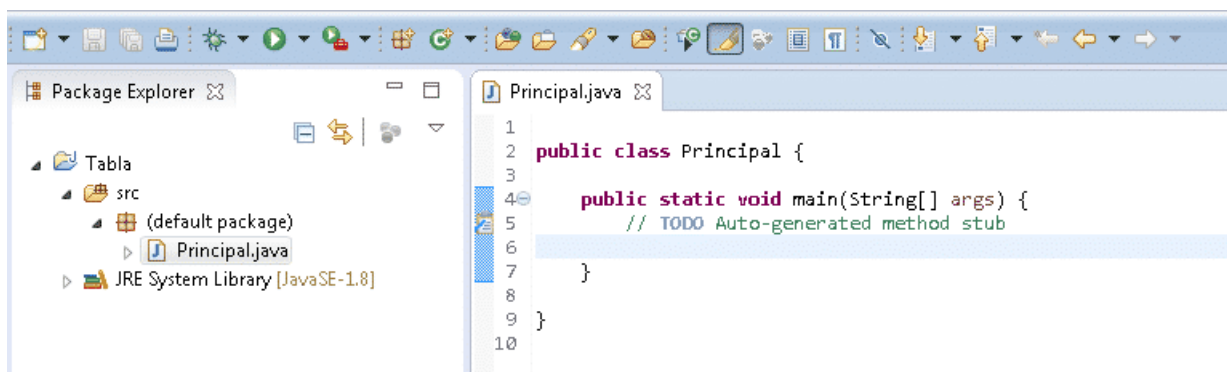 Package Explorer
Tabla
src
(default package)
Principal.java
JRE System Library [JavaSE-1.8]
Principal.java
1
2 public class Principal {
3
4 public static void main(String[] args) {
5 // TODO Auto-generated method stub
6
7 }
8
9 }
10